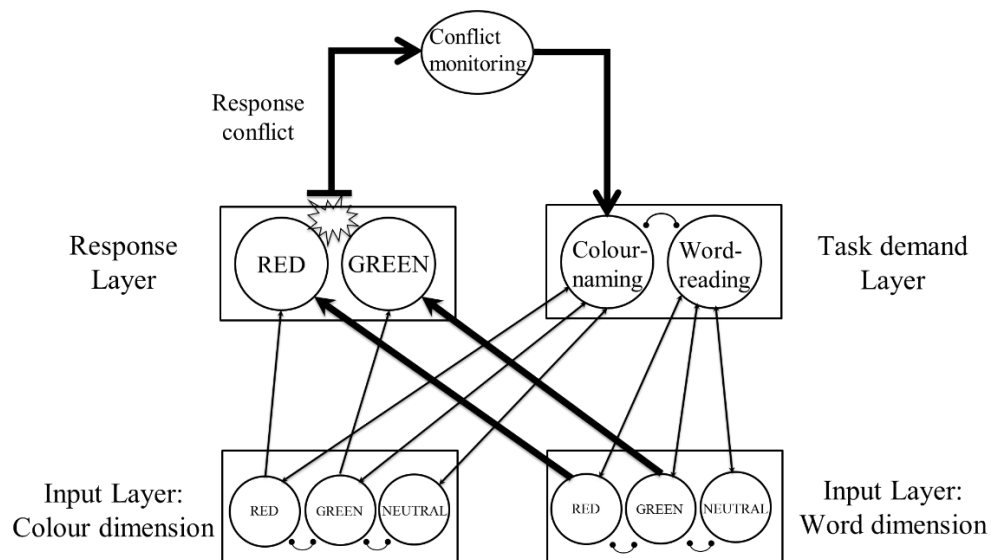 Conflict
monitoring
Response
conflict
Response
Layer
RED
GREEN
Colour-
naming
Word-
reading
Task demand
Layer
Input Layer:
Colour dimension
RED
GREEN
NEUTRAL
RED
GREEN
NEUTRAL
Input Layer:
Word dimension